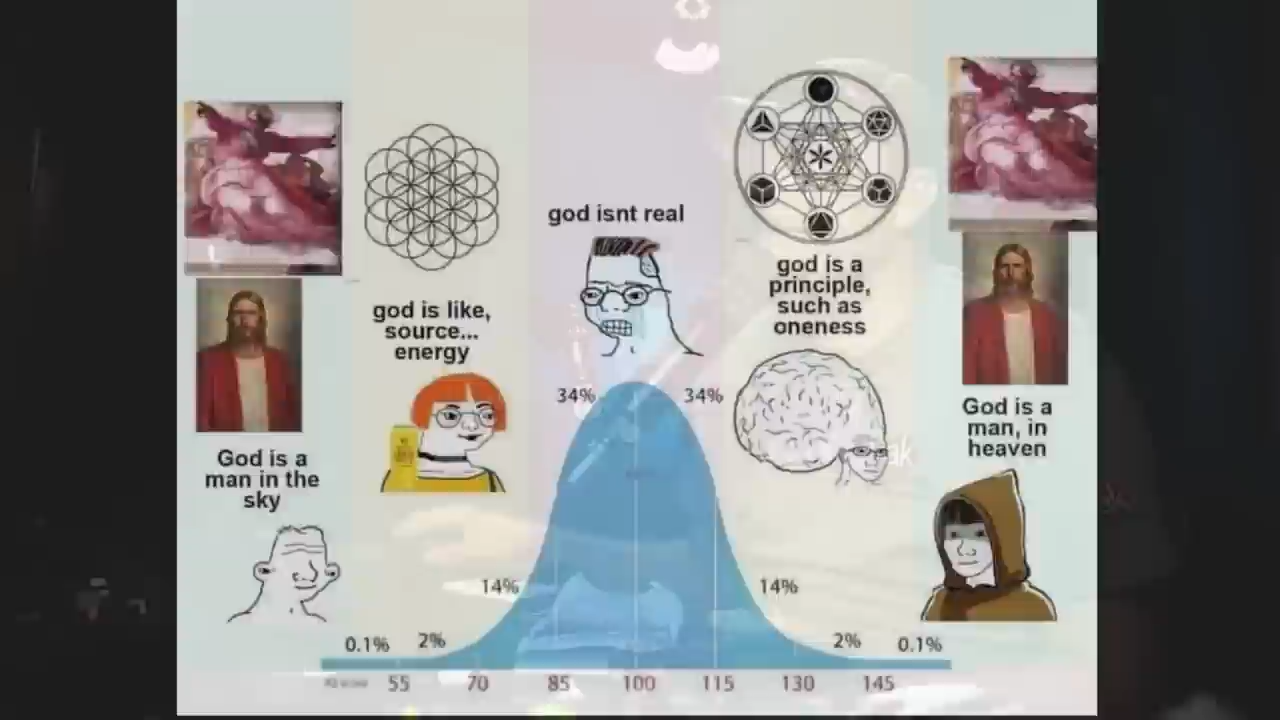 god isnt real
god is a
principle,
such as
oneness
god is like,
source...
energy
34%
34%
God is a
man, in
heaven
God is a
man in the
sky
14%
14%
0.1%
2%
2%
0.1%
55
70
85
100
115
130
145